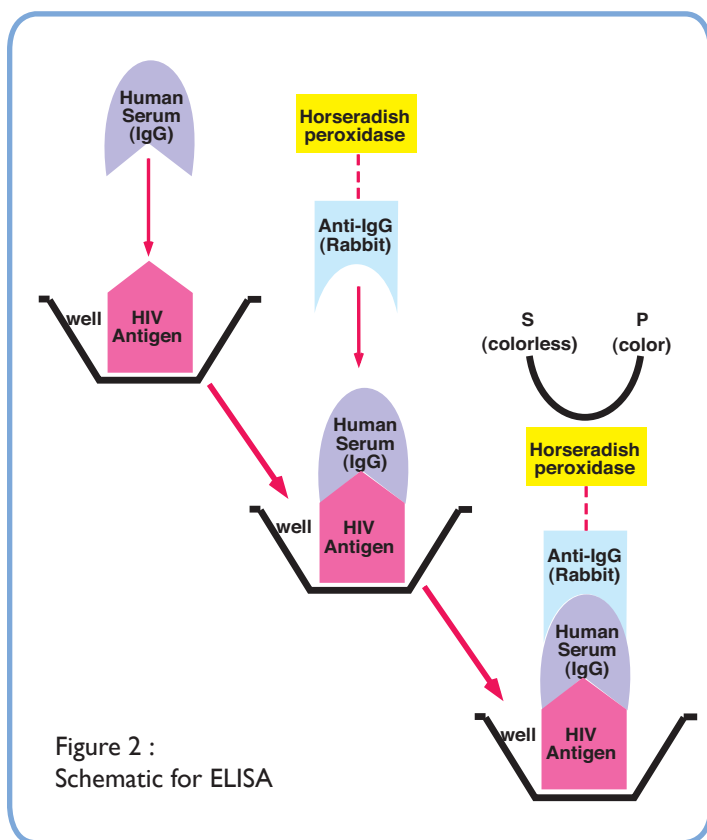 Human
Serum
(IgG)
Horseradish
peroxidase
Anti-IgG
(Rabbit)
well
HIV
Antigen
S
(colorless)
P
(color)
Human
Serum
(IgG)
well
HIV
Antigen
Horseradish
peroxidase
Anti-IgG
(Rabbit)
Human
Serum
(IgG)
well
HIV
Antigen
Figure 2 :
Schematic for ELISA